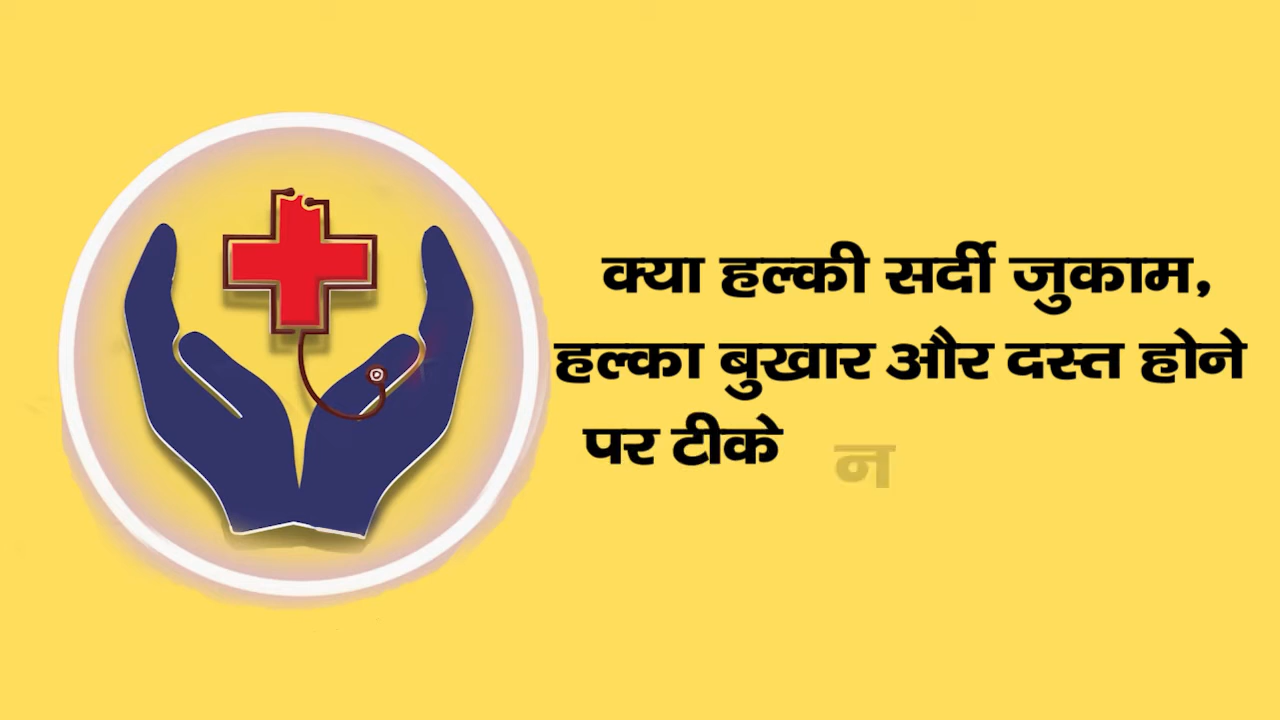 क्या हल्की सर्दी जुकाम,
हल्का बुखार और दस्त होने
पर टीके न